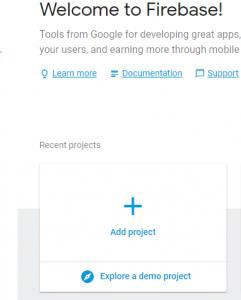 Welcome to Firebase!
Tools from Google for developing great apps,
your users, and earning more through mobile
Learn more Documentation Support
Recent projects
Add project
Explore a demo project